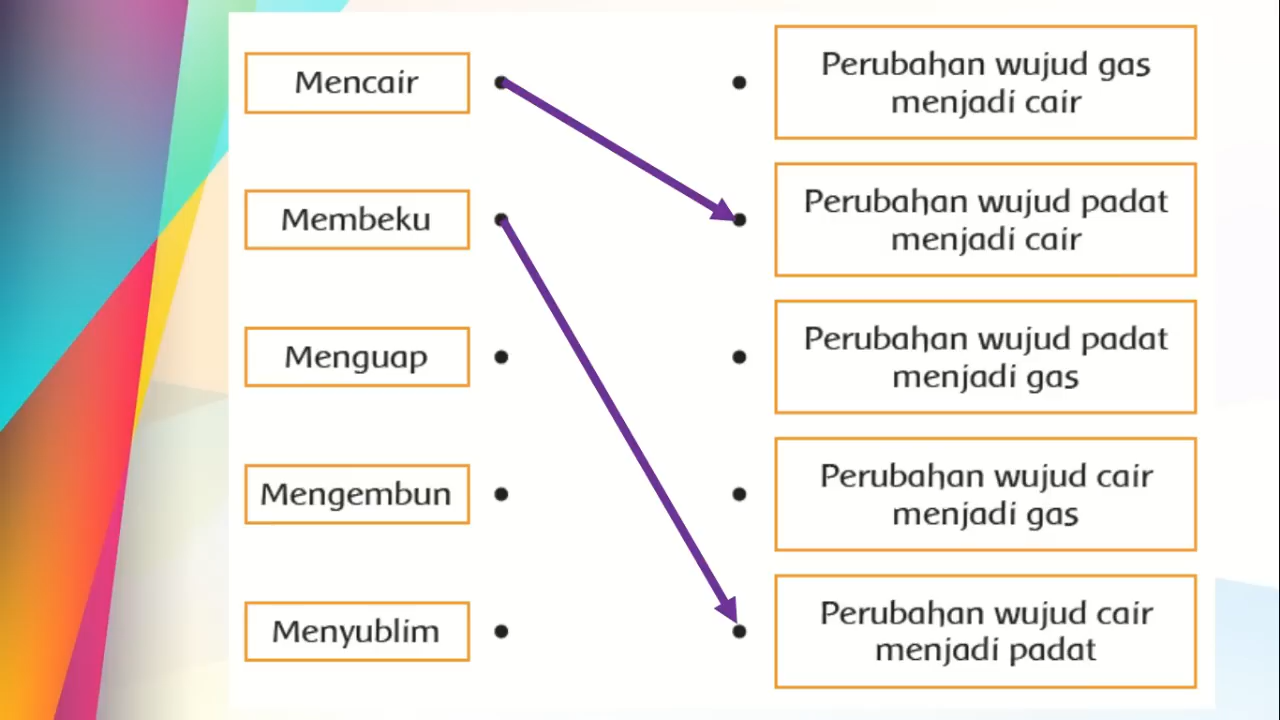 Mencair
Perubahan wujud gas
menjadi cair
Membeku
Perubahan wujud padat
menjadi cair
Menguap
Perubahan wujud padat
menjadi gas
Mengembun
Perubahan wujud cair
menjadi gas
Menyublim
Perubahan wujud cair
menjadi padat